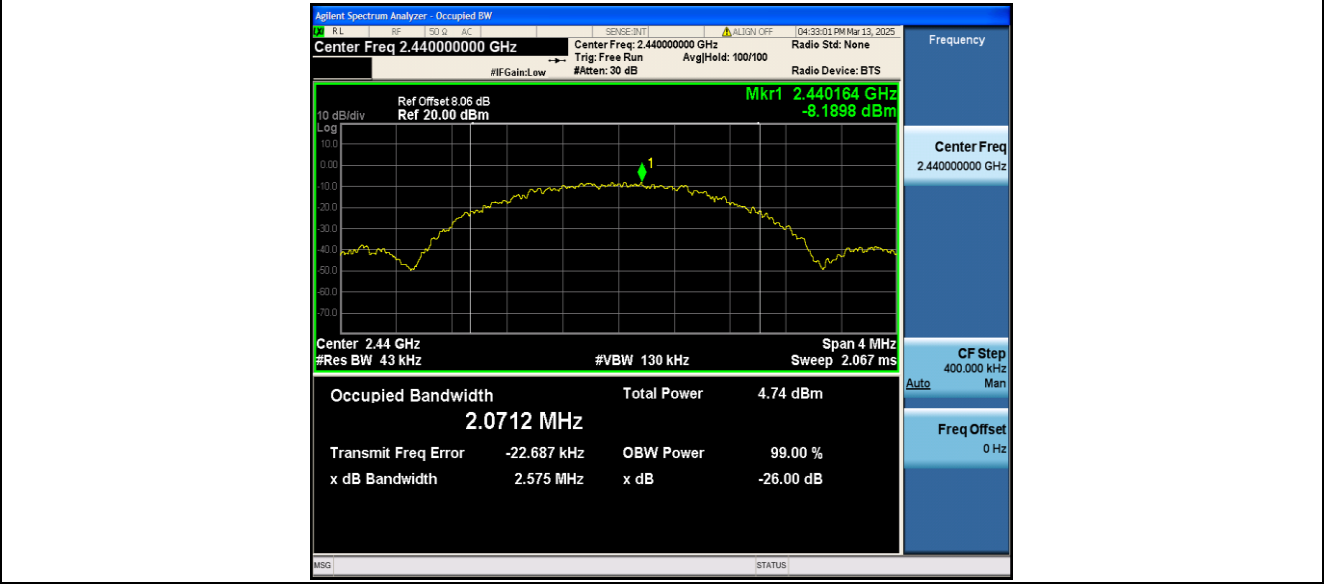 Agilent Spectrum Analyzer - Occupied BW
RL RF 50 Ω AC SENSE:INT ALIGN OFF 04:33:01 PM Mar 13, 2025
Center Freq 2.440000000 GHz
Center Freq: 2.440000000 GHz
Radio Std: None
Trig: Free Run
Avg|Hold: 100/100
#IFGain:Low
#Atten: 30 dB
Radio Device: BTS
Mkr1 2.440164 GHz
-8.1898 dBm
Ref Offset 8.06 dB
10 dB/div
Ref 20.00 dBm
Log
10.0
0.00
-10.0
-20.0
-30.0
-40.0
-50.0
-60.0
-70.0
1
Center 2.44 GHz
Span 4 MHz
#Res BW 43 kHz
#VBW 130 kHz
Sweep 2.067 ms
Occupied Bandwidth
2.0712 MHz
Total Power 4.74 dBm
Transmit Freq Error -22.687 kHz
OBW Power 99.00 %
x dB Bandwidth 2.575 MHz
x dB -26.00 dB
MSG
STATUS
Frequency
Center Freq
2.440000000 GHz
CF Step
400.000 kHz
Auto Man
Freq Offset
0 Hz